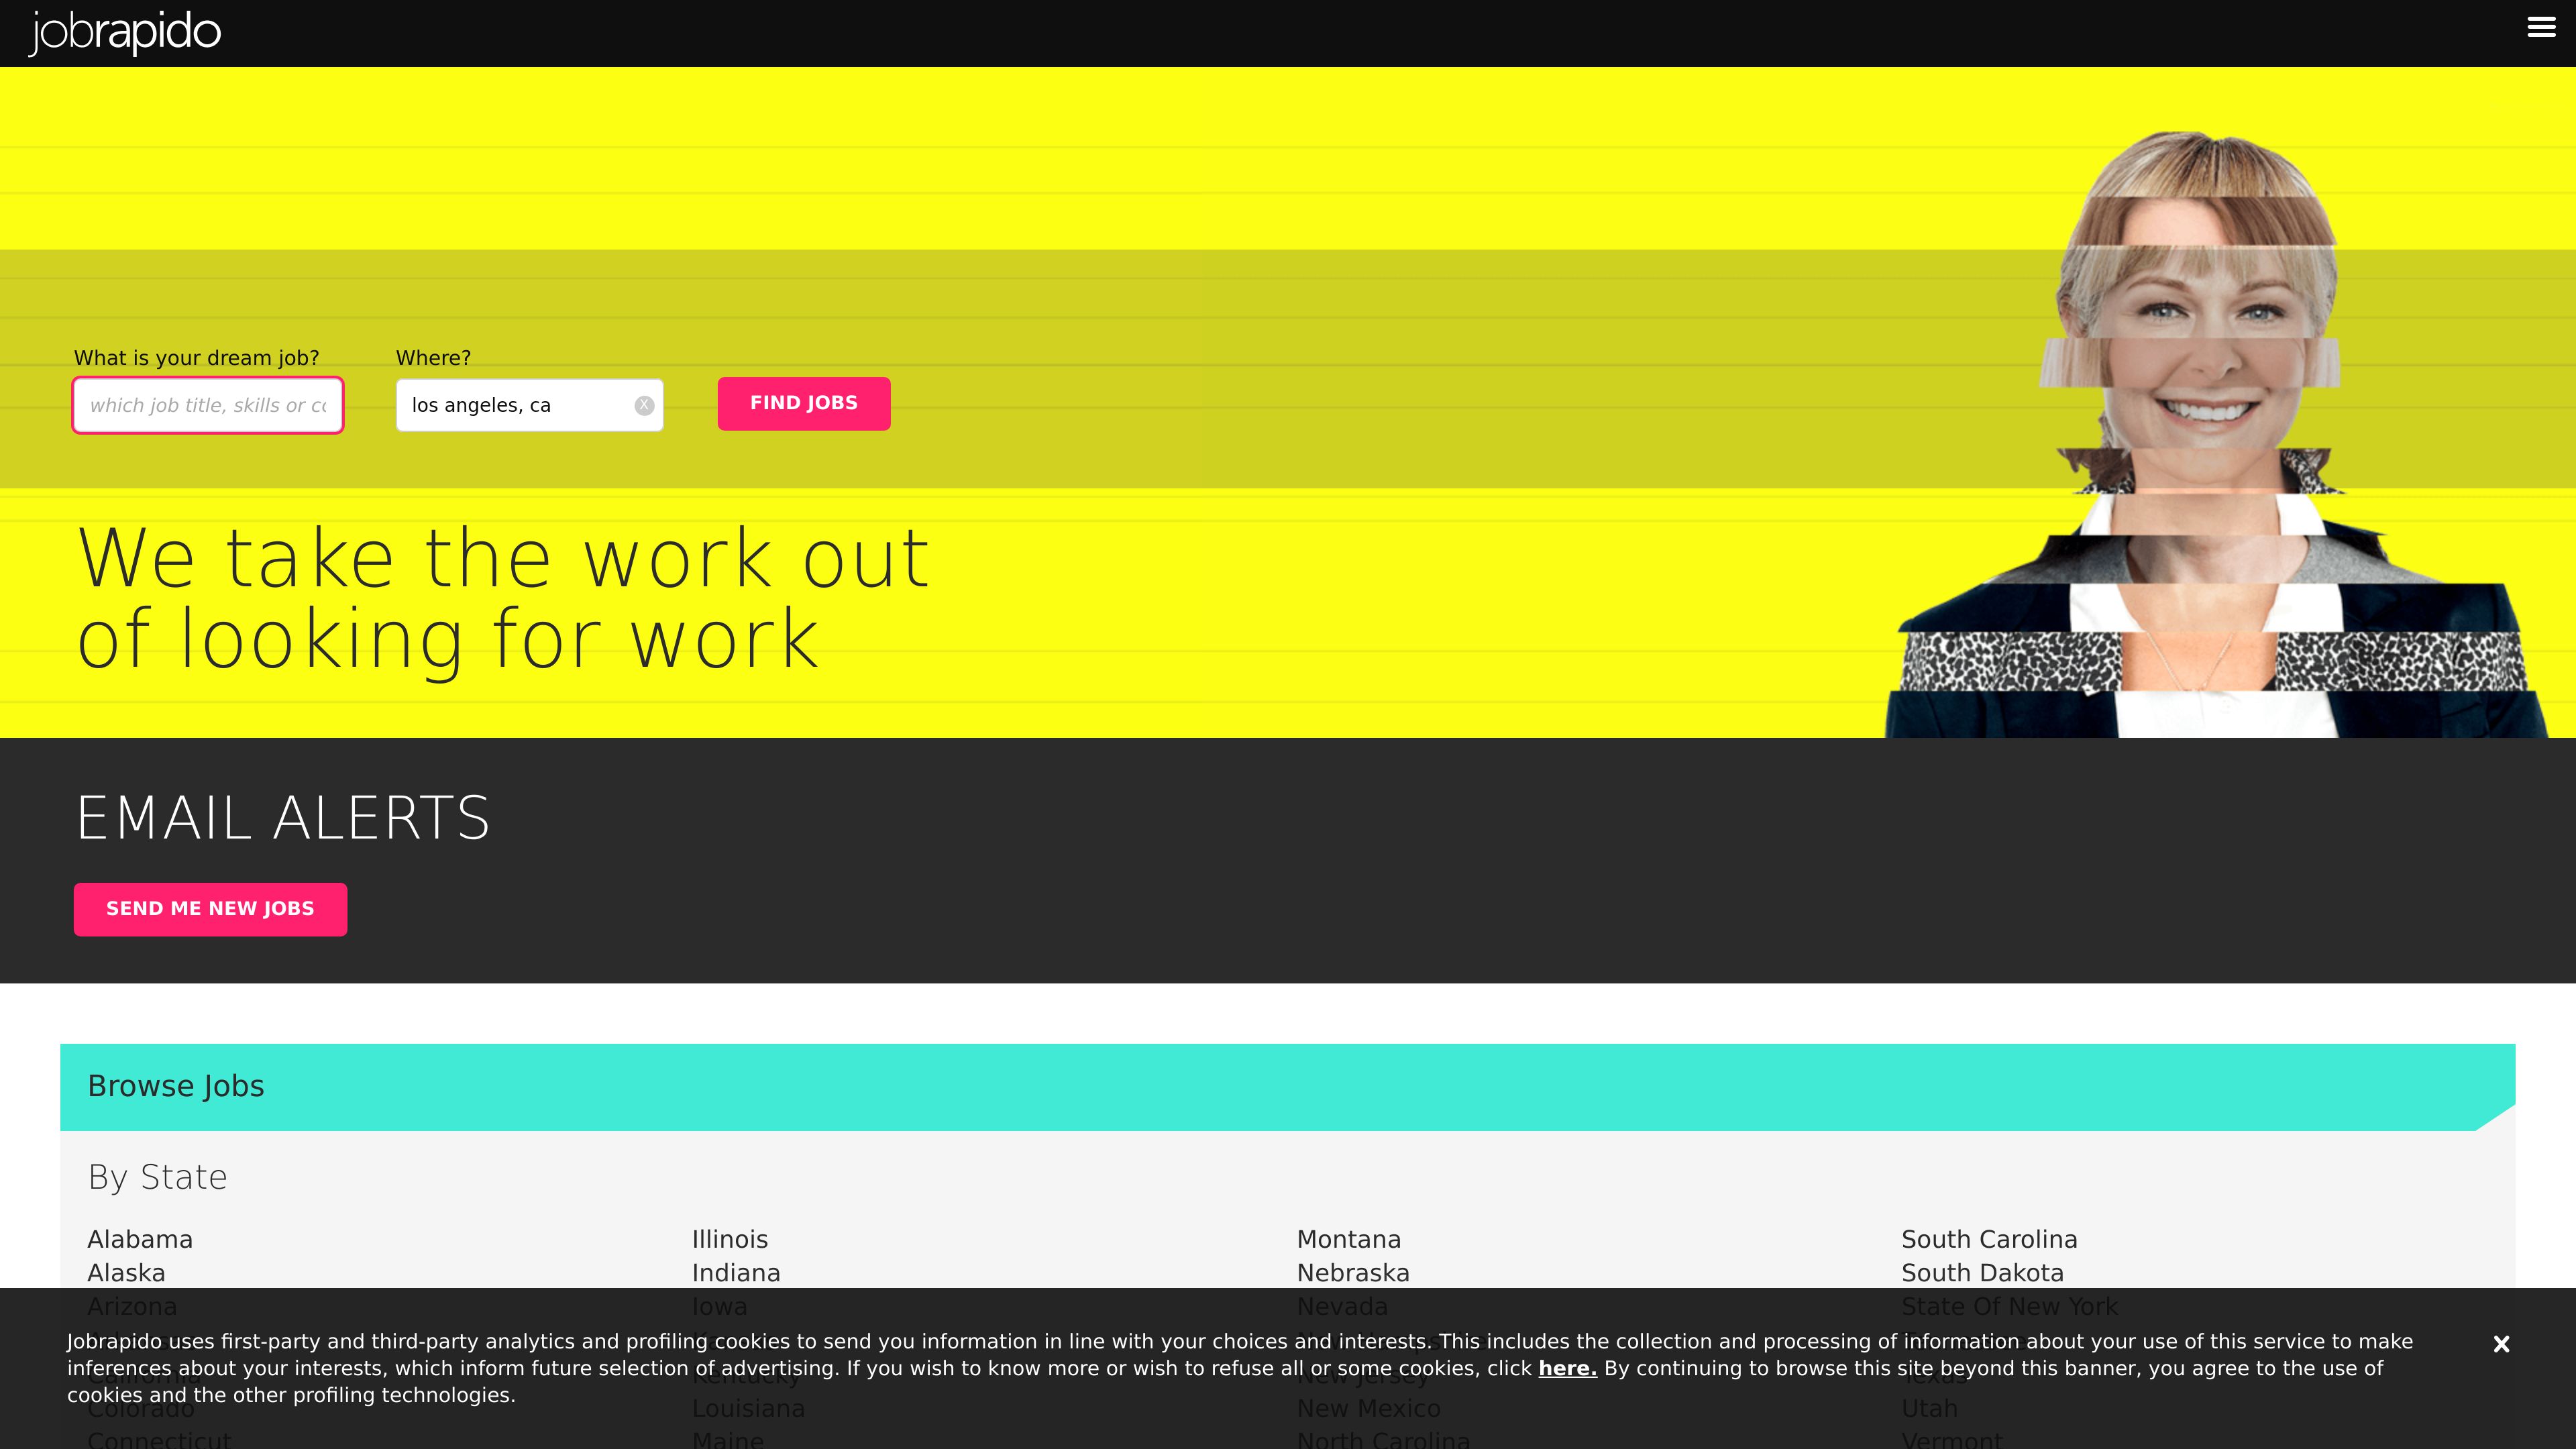 jobrapido
What is your dream job?
Where?
which job title, skills or co
los angeles, ca
X
FIND JOBS
We take the work out
of looking for work
EMAIL ALERTS
SEND ME NEW JOBS
Browse Jobs
By State
Alabama
Illinois
Montana
South Carolina
Alaska
Indiana
Nebraska
South Dakota
Arizona
Iowa
Nevada
State Of New York
Jobrapido uses first-party and third-party analytics and profiling cookies to send you information in line with your choices and interests. This includes the collection and processing of information about your use of this service to make
inferences about your interests, which inform future selection of advertising. If you wish to know more or wish to refuse all or some cookies, click here. By continuing to browse this site beyond this banner, you agree to the use of
cookies and the other profiling technologies.
California
Kentucky
New Jersey
Texas
Colorado
Louisiana
New Mexico
Utah
Connecticut
Maine
North Carolina
Vermont